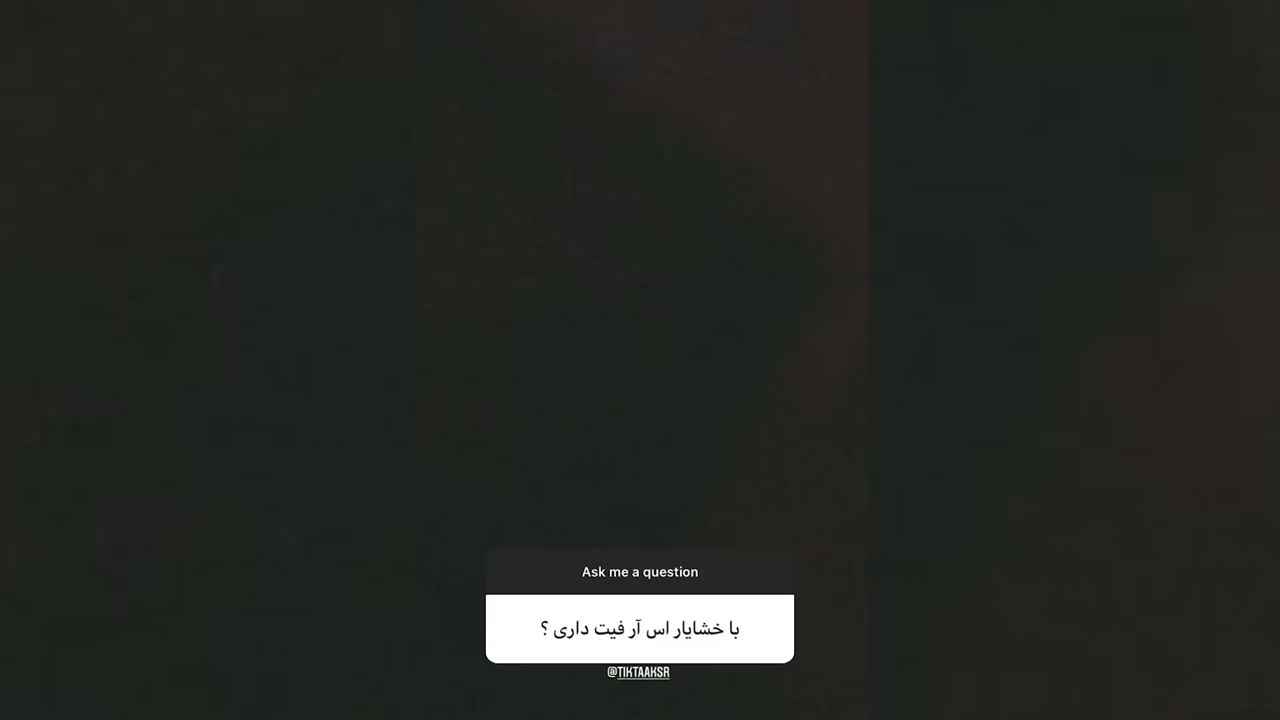 Ask me a question
با خشایار اس آر فیت داری ؟
@TIKTAAKSR